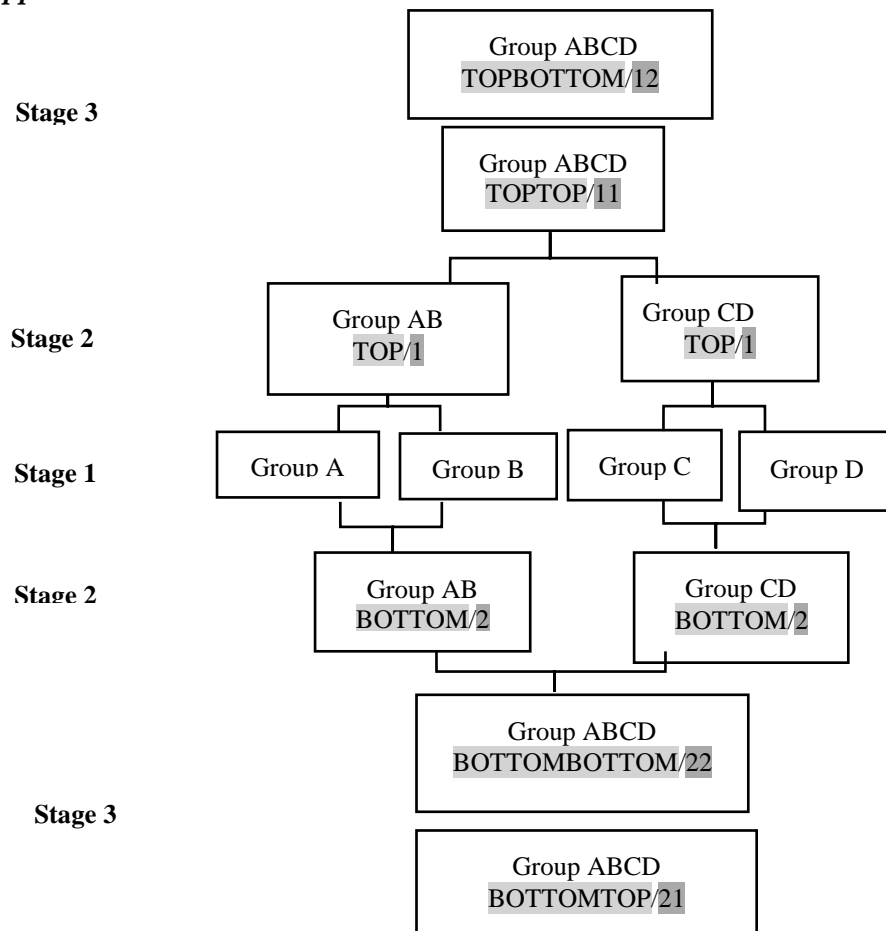 Group ABCD
TOPBOTTOM/12
Stage 3
Group ABCD
TOPTOP/11
Group AB
TOP/1
Group CD
TOP/1
Stage 2
Group A
Group B
Group C
Group D
Stage 1
Group AB
BOTTOM/2
Group CD
BOTTOM/2
Stage 2
Group ABCD
BOTTOMBOTTOM/22
Stage 3
Group ABCD
BOTTOMTOP/21